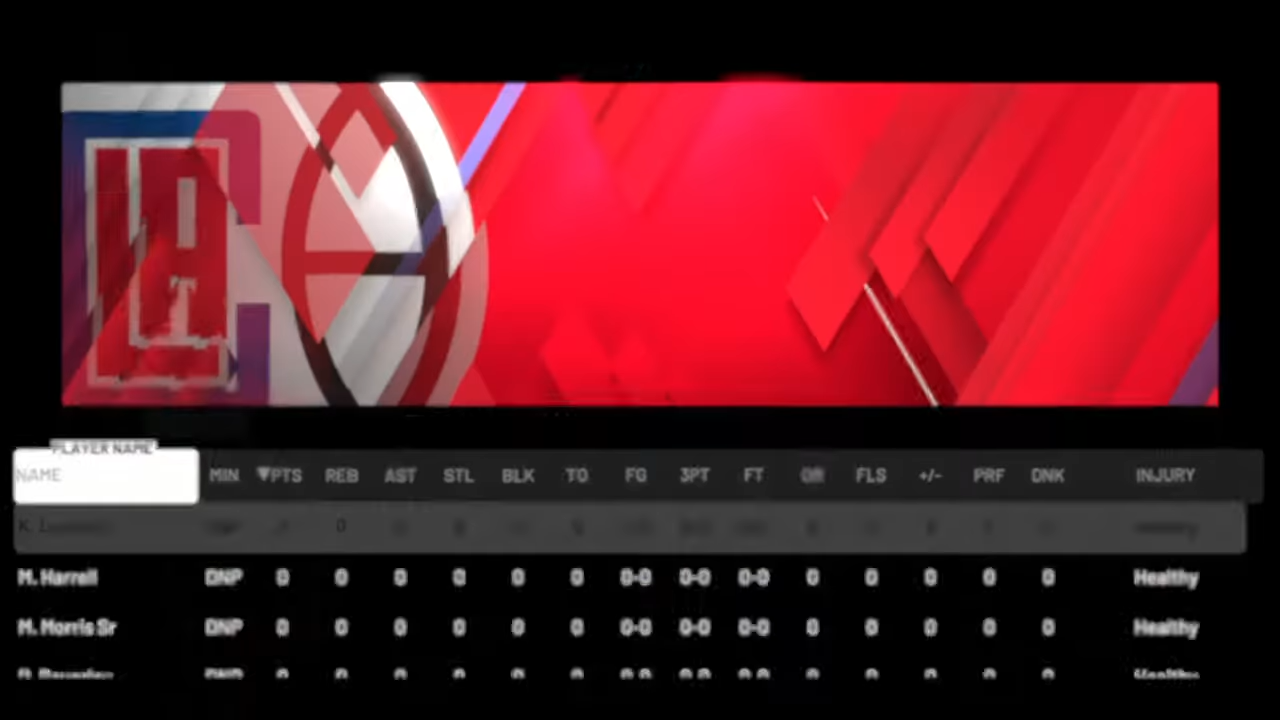 LA
PLAYER NAME
NAME MIN ▼PTS REB AST STL BLK TO FG 3PT FT OR FLS +/- PRF DNK INJURY
K. L 0
M. Harrell DNP 0 0 0 0 0 0 0-0 0-0 0-0 0 0 0 0 0 Healthy
M. Morris Sr DNP 0 0 0 0 0 0 0-0 0-0 0-0 0 0 0 0 0 Healthy